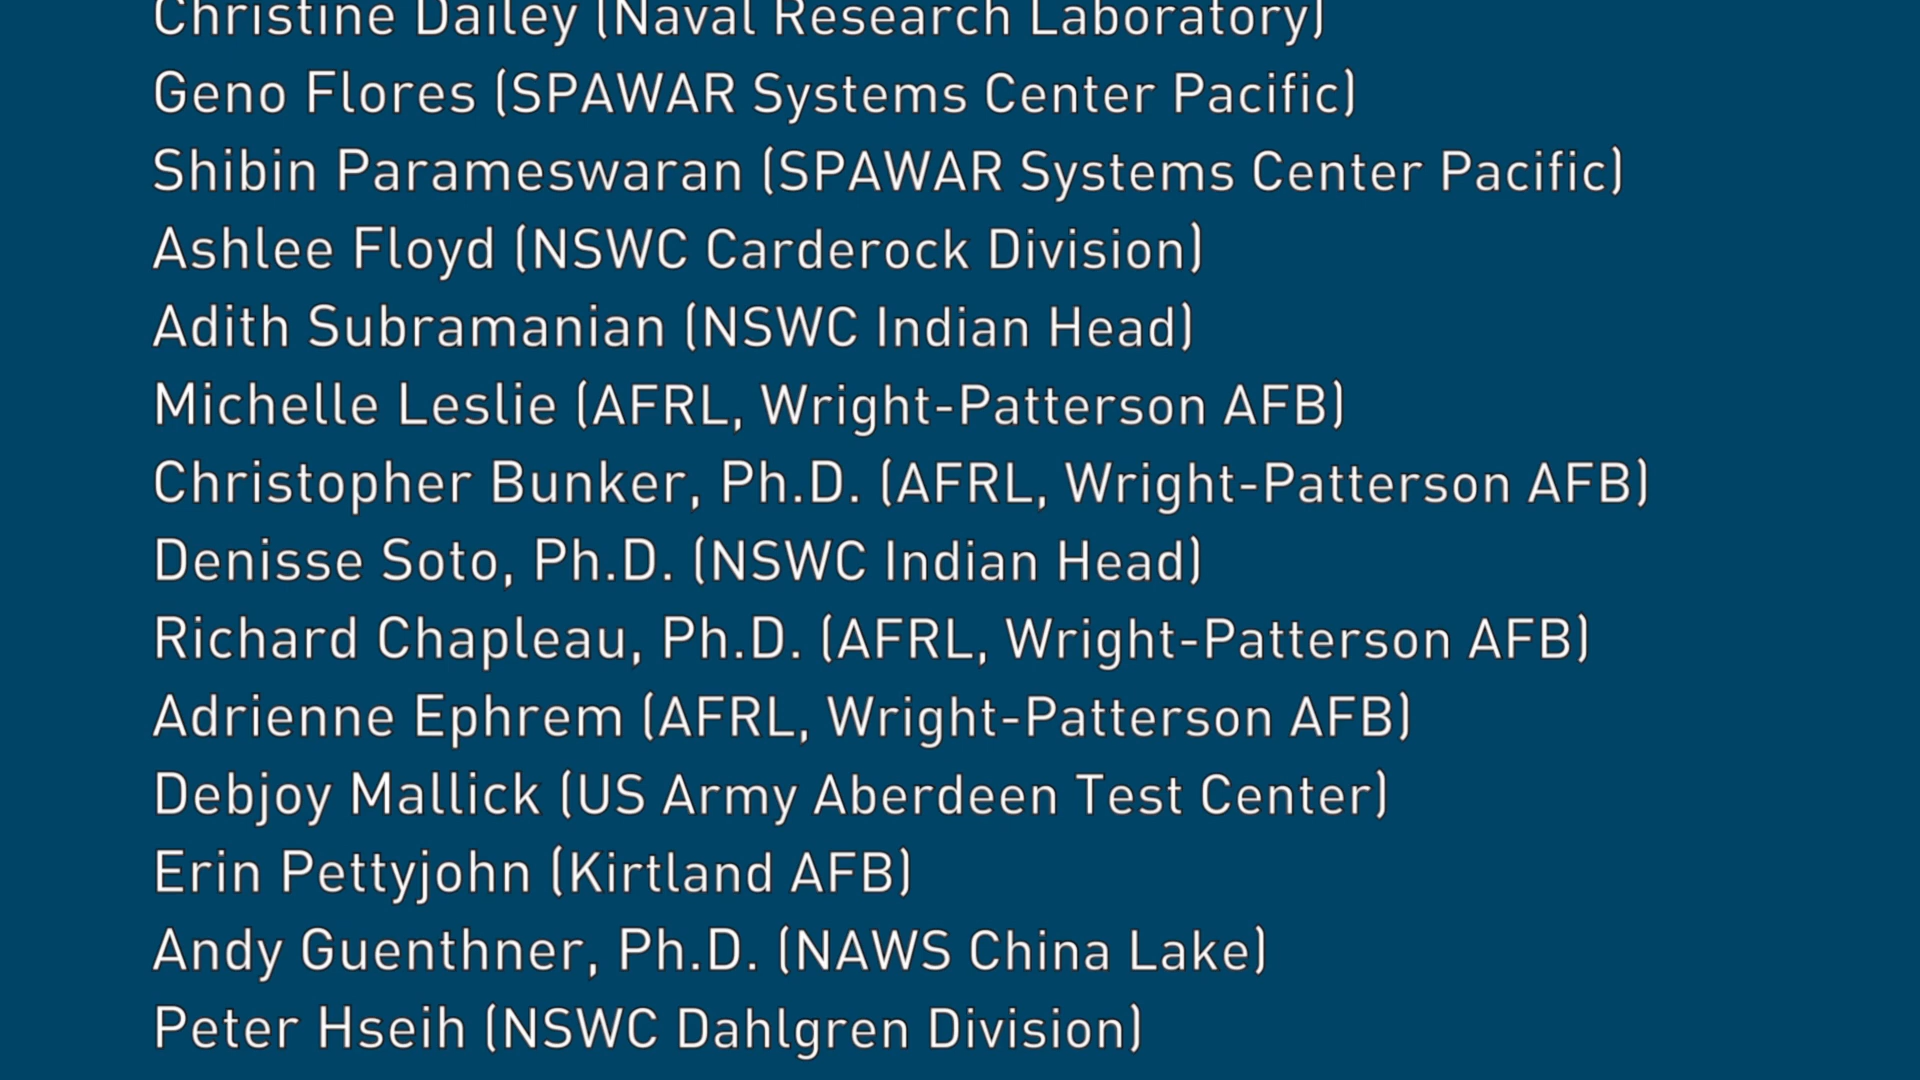 Christine Dailey (Naval Research Laboratory)
Geno Flores (SPAWAR Systems Center Pacific)
Shibin Parameswaran (SPAWAR Systems Center Pacific)
Ashlee Floyd (NSWC Carderock Division)
Adith Subramanian (NSWC Indian Head)
Michelle Leslie (AFRL, Wright-Patterson AFB)
Christopher Bunker, Ph.D. (AFRL, Wright-Patterson AFB)
Denisse Soto, Ph.D. (NSWC Indian Head)
Richard Chapleau, Ph.D. (AFRL, Wright-Patterson AFB)
Adrienne Ephrem (AFRL, Wright-Patterson AFB)
Debjoy Mallick (US Army Aberdeen Test Center)
Erin Pettyjohn (Kirtland AFB)
Andy Guenthner, Ph.D. (NAWS China Lake)
Peter Hseih (NSWC Dahlgren Division)